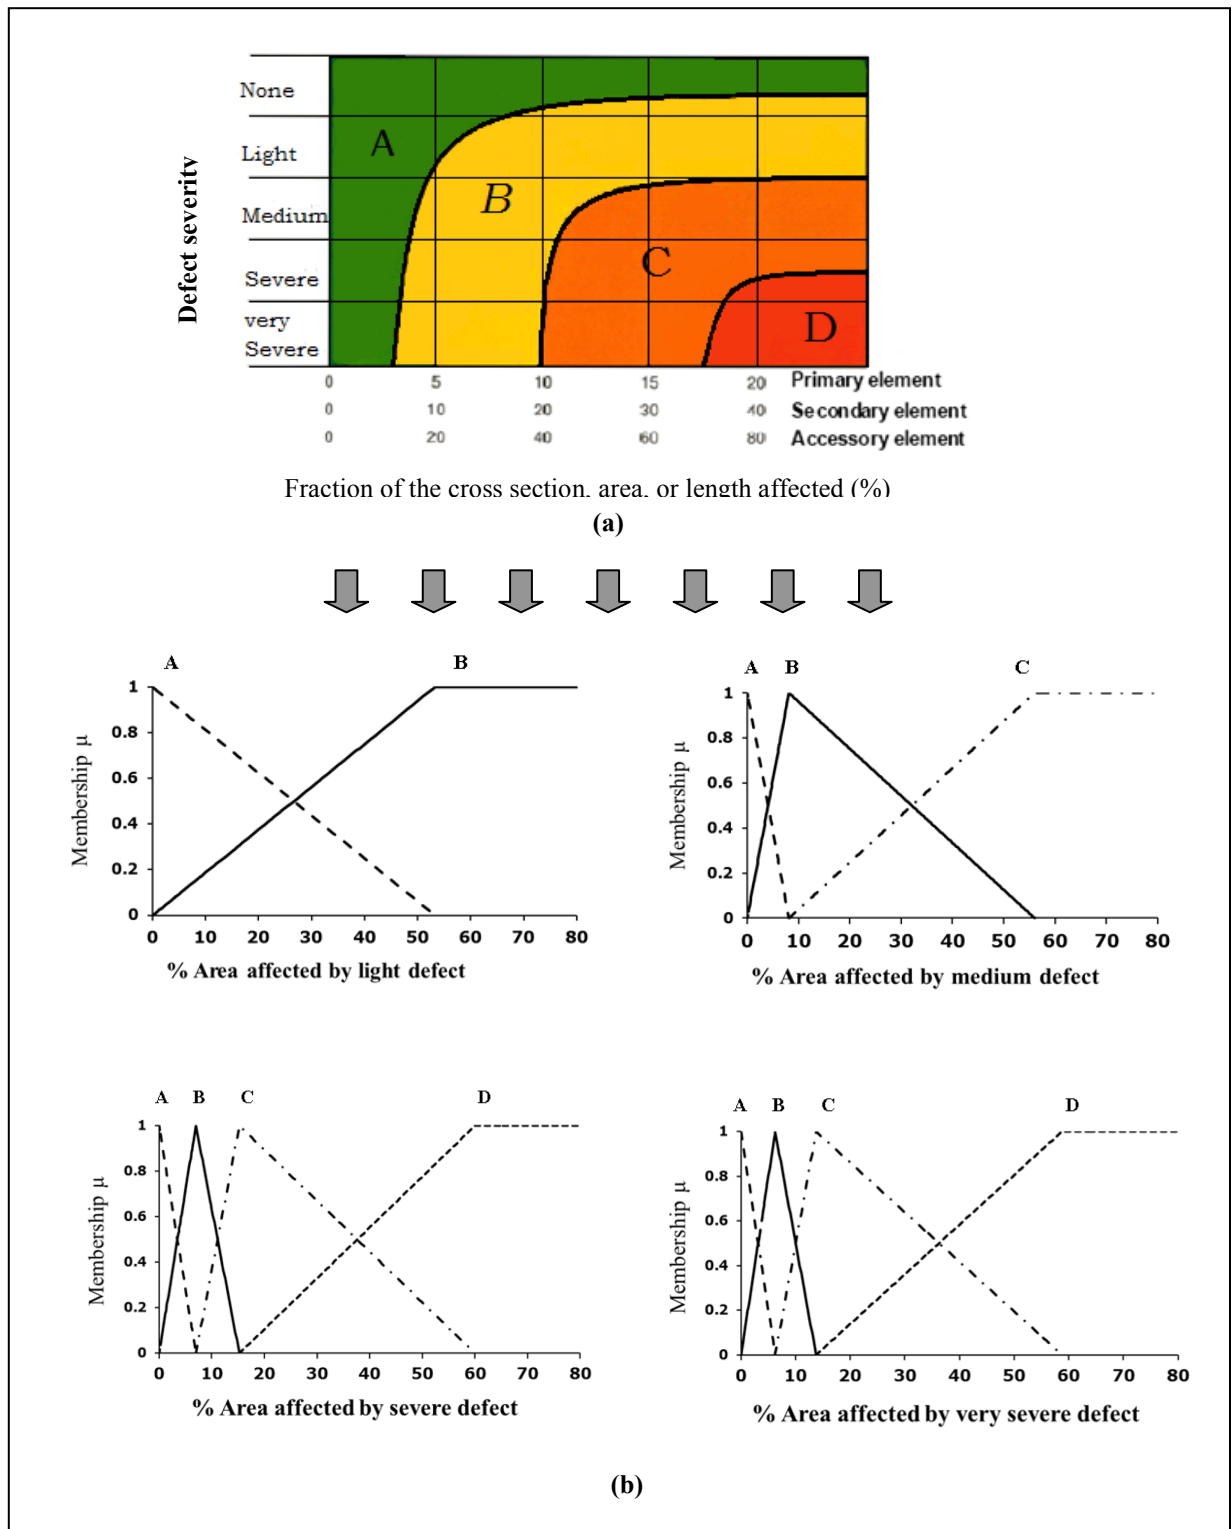 None
Light
Medium
Severe
very
Severe
Defect severity
A
B
C
D
0 5 10 15 20 Primary element
0 10 20 30 40 Secondary element
0 20 40 60 80 Accessory element
Fraction of the cross section, area, or length affected (%)
(a)
A B
Membership μ
1
0.8
0.6
0.4
0.2
0
0 10 20 30 40 50 60 70 80
% Area affected by light defect
A B C
Membership μ
1
0.8
0.6
0.4
0.2
0
0 10 20 30 40 50 60 70 80
% Area affected by medium defect
A B C D
Membership μ
1
0.8
0.6
0.4
0.2
0
0 10 20 30 40 50 60 70 80
% Area affected by severe defect
A B C D
Membership μ
1
0.8
0.6
0.4
0.2
0
0 10 20 30 40 50 60 70 80
% Area affected by very severe defect
(b)